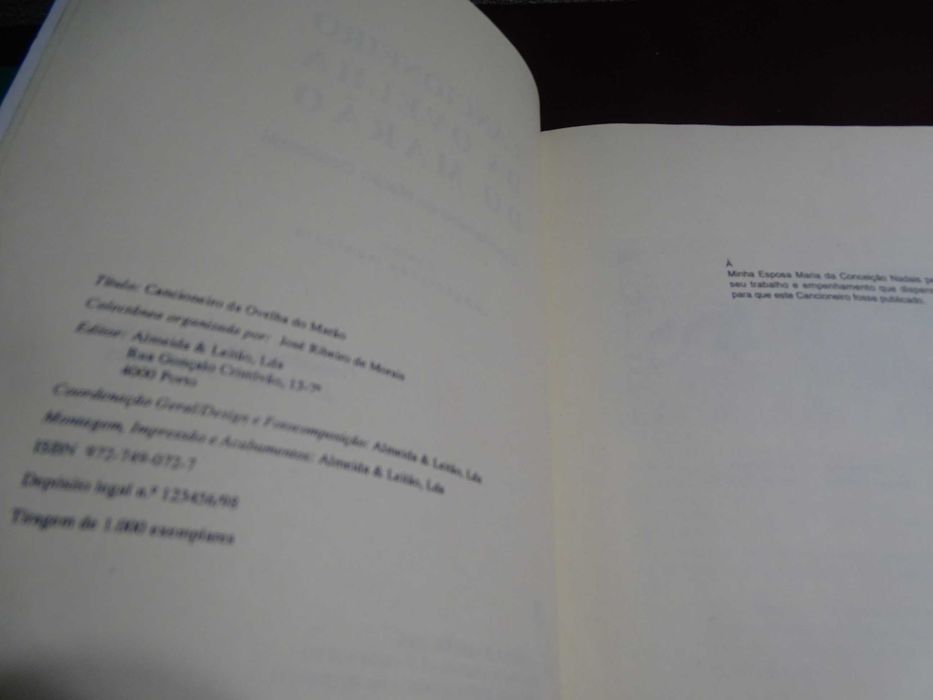 Título: Cancioneiro da Ovelha do Marão
Coletânea organizada por: José Ribeiro de Morais
Editor: Almeida & Leitão, Lda
Rua Gonçalo Cristóvão, 13-7º
4000 Porto
Coordenação Geral/Design e Fotocomposição: Almeida & Leitão, Lda
Montagem, Impressão e Acabamentos: Almeida & Leitão, Lda
ISBN 972-749-072-7
Depósito legal n.º 123456/98
Tiragem de 1.000 exemplares
À
Minha Esposa Maria da Conceição Nadais
seu trabalho e empenhamento que
para que este Cancioneiro fosse publicado.